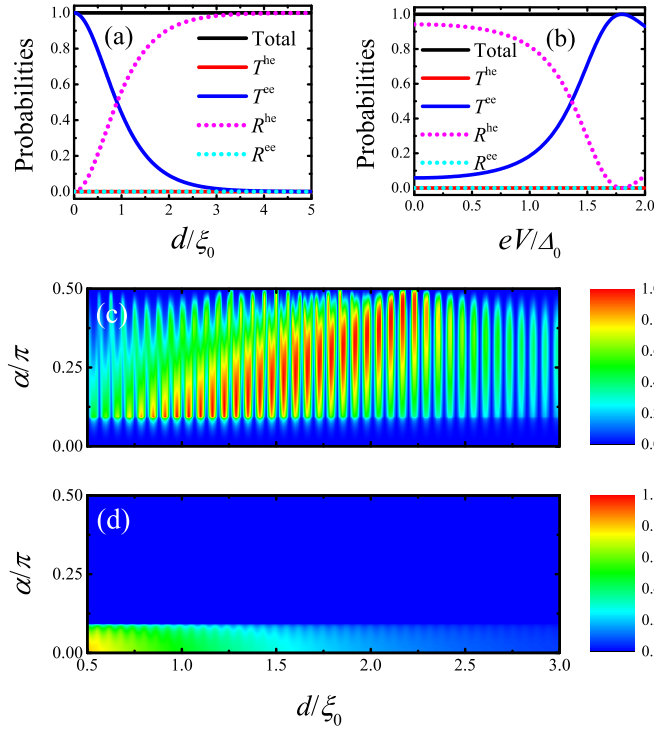 (a)
Probabilities
1.0
0.8
0.6
0.4
0.2
0.0
Total
T^he
T^ee
R^he
R^ee
0 1 2 3 4 5
d/ξ₀
(b)
Probabilities
1.0
0.8
0.6
0.4
0.2
0.0
Total
T^he
T^ee
R^he
R^ee
0.0 0.5 1.0 1.5 2.0
eV/Δ₀
(c)
α/π
0.50
0.25
0.00
(d)
α/π
0.50
0.25
0.00
0.5 1.0 1.5 2.0 2.5 3.0
d/ξ₀